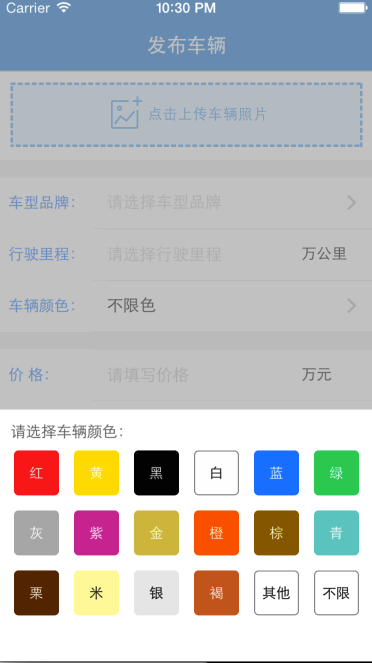 Carrier 10:30 PM
发布车辆
点击上传车辆照片
车型品牌: 请选择车型品牌
行驶里程: 请选择行驶里程 万公里
车辆颜色: 不限色
价 格: 请填写价格 万元
请选择车辆颜色:
红 黄 黑 白 蓝 绿
灰 紫 金 橙 棕 青
栗 米 银 褐 其他 不限